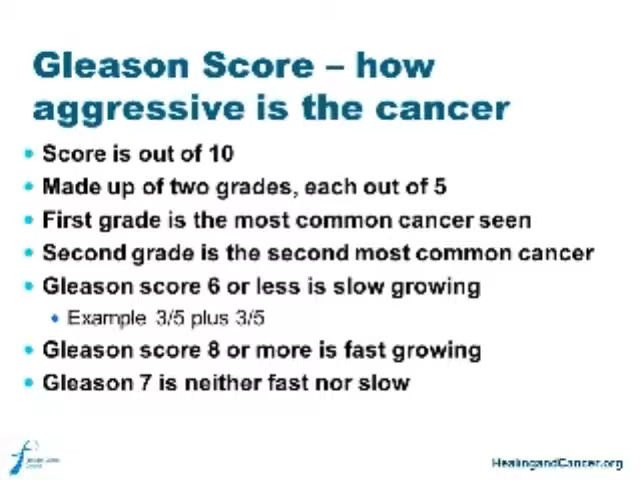 Gleason Score – how
aggressive is the cancer
Score is out of 10
Made up of two grades, each out of 5
First grade is the most common cancer seen
Second grade is the second most common cancer
Gleason score 6 or less is slow growing
Example 3/5 plus 3/5
Gleason score 8 or more is fast growing
Gleason 7 is neither fast nor slow
HealingandCancer.org